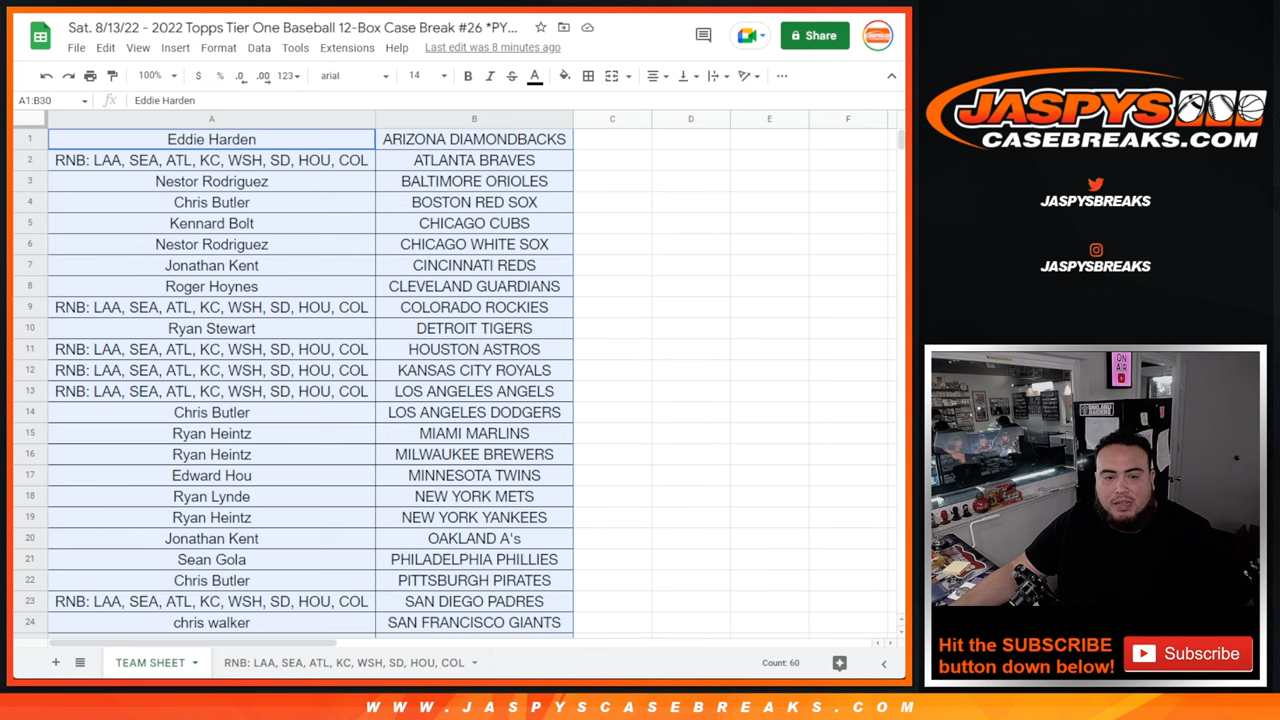 Sat. 8/13/22 - 2022 Topps Tier One Baseball 12-Box Case Break #26 *PY...
File Edit View Insert Format Data Tools Extensions Help Last edit was 8 minutes ago
Share
100% $ % .0 .00 123 arial 14 B I S A
A1:B30 fx Eddie Harden
A B C D E F
1 Eddie Harden ARIZONA DIAMONDBACKS
2 RNB: LAA, SEA, ATL, KC, WSH, SD, HOU, COL ATLANTA BRAVES
3 Nestor Rodriguez BALTIMORE ORIOLES
4 Chris Butler BOSTON RED SOX
5 Kennard Bolt CHICAGO CUBS
6 Nestor Rodriguez CHICAGO WHITE SOX
7 Jonathan Kent CINCINNATI REDS
8 Roger Hoynes CLEVELAND GUARDIANS
9 RNB: LAA, SEA, ATL, KC, WSH, SD, HOU, COL COLORADO ROCKIES
10 Ryan Stewart DETROIT TIGERS
11 RNB: LAA, SEA, ATL, KC, WSH, SD, HOU, COL HOUSTON ASTROS
12 RNB: LAA, SEA, ATL, KC, WSH, SD, HOU, COL KANSAS CITY ROYALS
13 RNB: LAA, SEA, ATL, KC, WSH, SD, HOU, COL LOS ANGELES ANGELS
14 Chris Butler LOS ANGELES DODGERS
15 Ryan Heintz MIAMI MARLINS
16 Ryan Heintz MILWAUKEE BREWERS
17 Edward Hou MINNESOTA TWINS
18 Ryan Lynde NEW YORK METS
19 Ryan Heintz NEW YORK YANKEES
20 Jonathan Kent OAKLAND A's
21 Sean Gola PHILADELPHIA PHILLIES
22 Chris Butler PITTSBURGH PIRATES
23 RNB: LAA, SEA, ATL, KC, WSH, SD, HOU, COL SAN DIEGO PADRES
24 chris walker SAN FRANCISCO GIANTS
TEAM SHEET RNB: LAA, SEA, ATL, KC, WSH, SD, HOU, COL Count: 60
JASPYS
CASEBREAKS.COM
JASPYSBREAKS
JASPYSBREAKS
ON
AIR
Hit the SUBSCRIBE
button down below!
Subscribe
WWW.JASPYSCASEBREAKS.COM